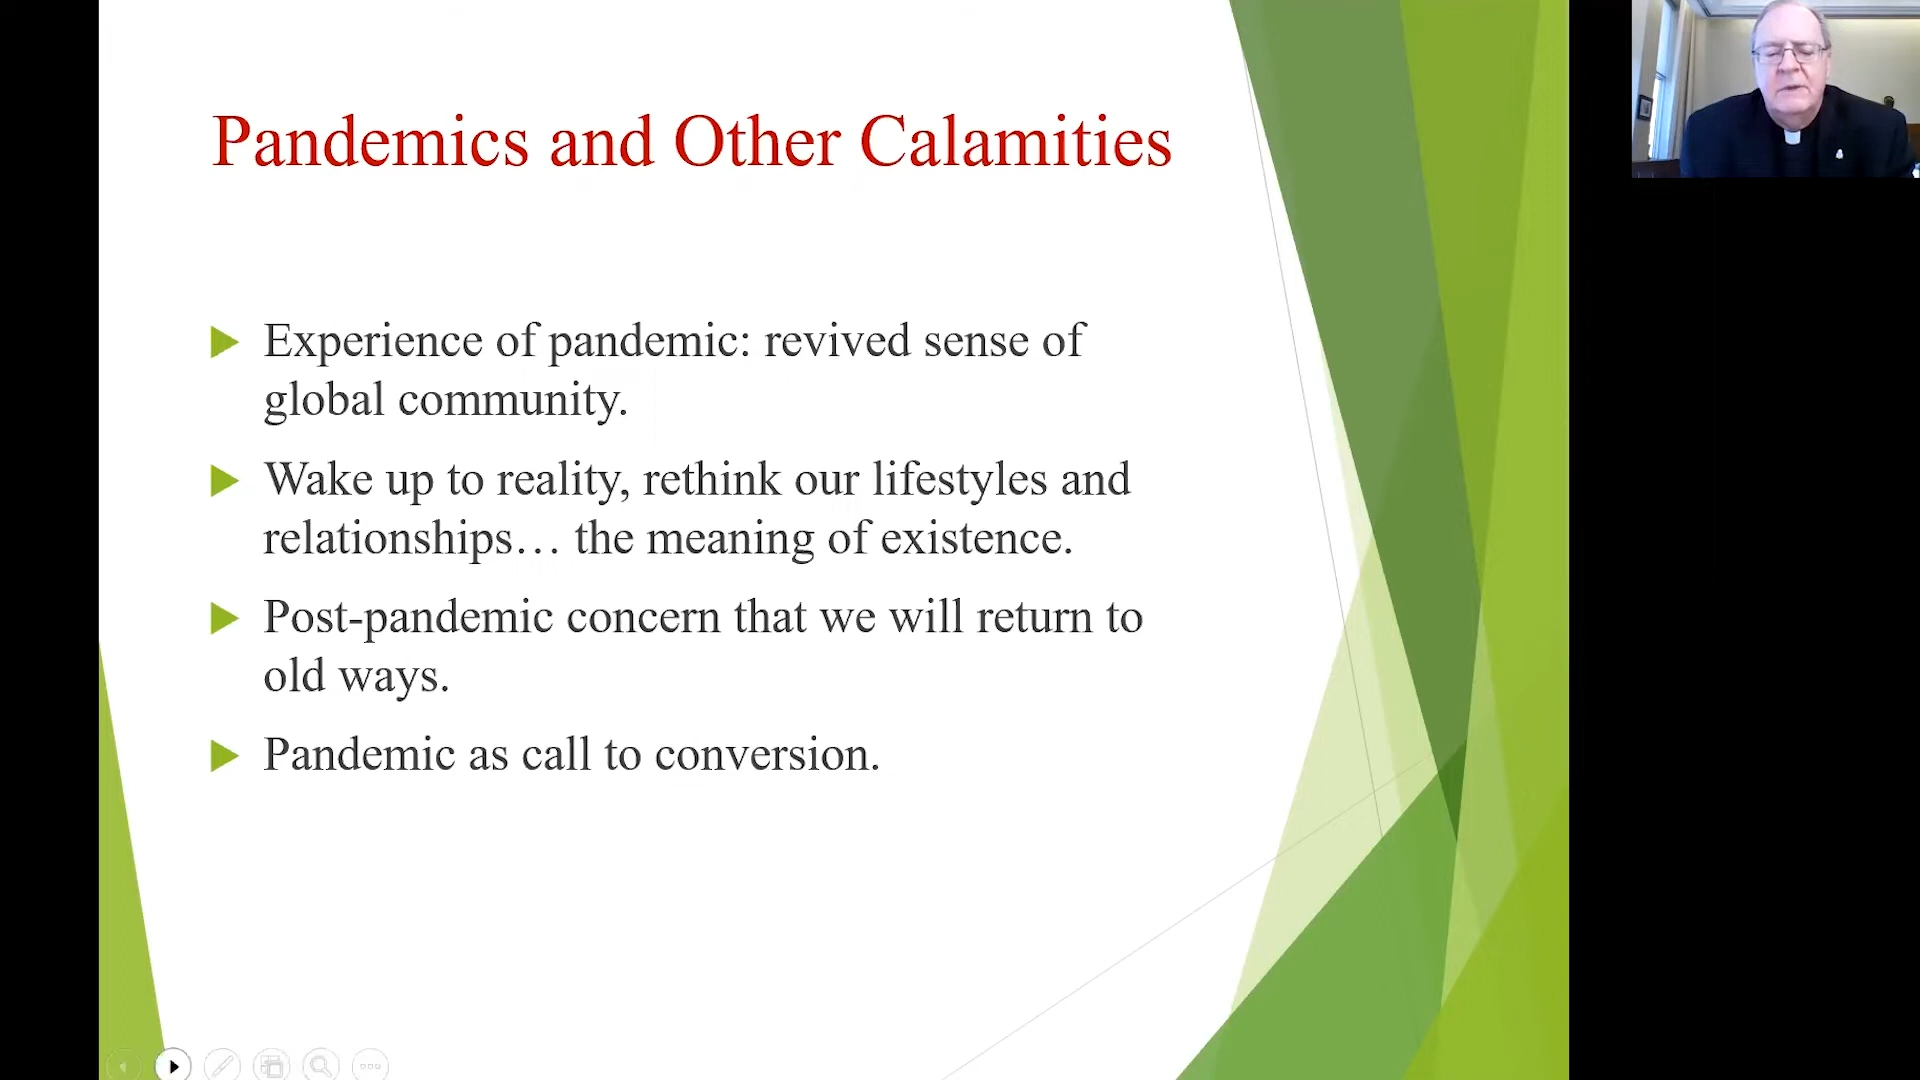 Pandemics and Other Calamities
Experience of pandemic: revived sense of
global community.
Wake up to reality, rethink our lifestyles and
relationships… the meaning of existence.
Post-pandemic concern that we will return to
old ways.
Pandemic as call to conversion.